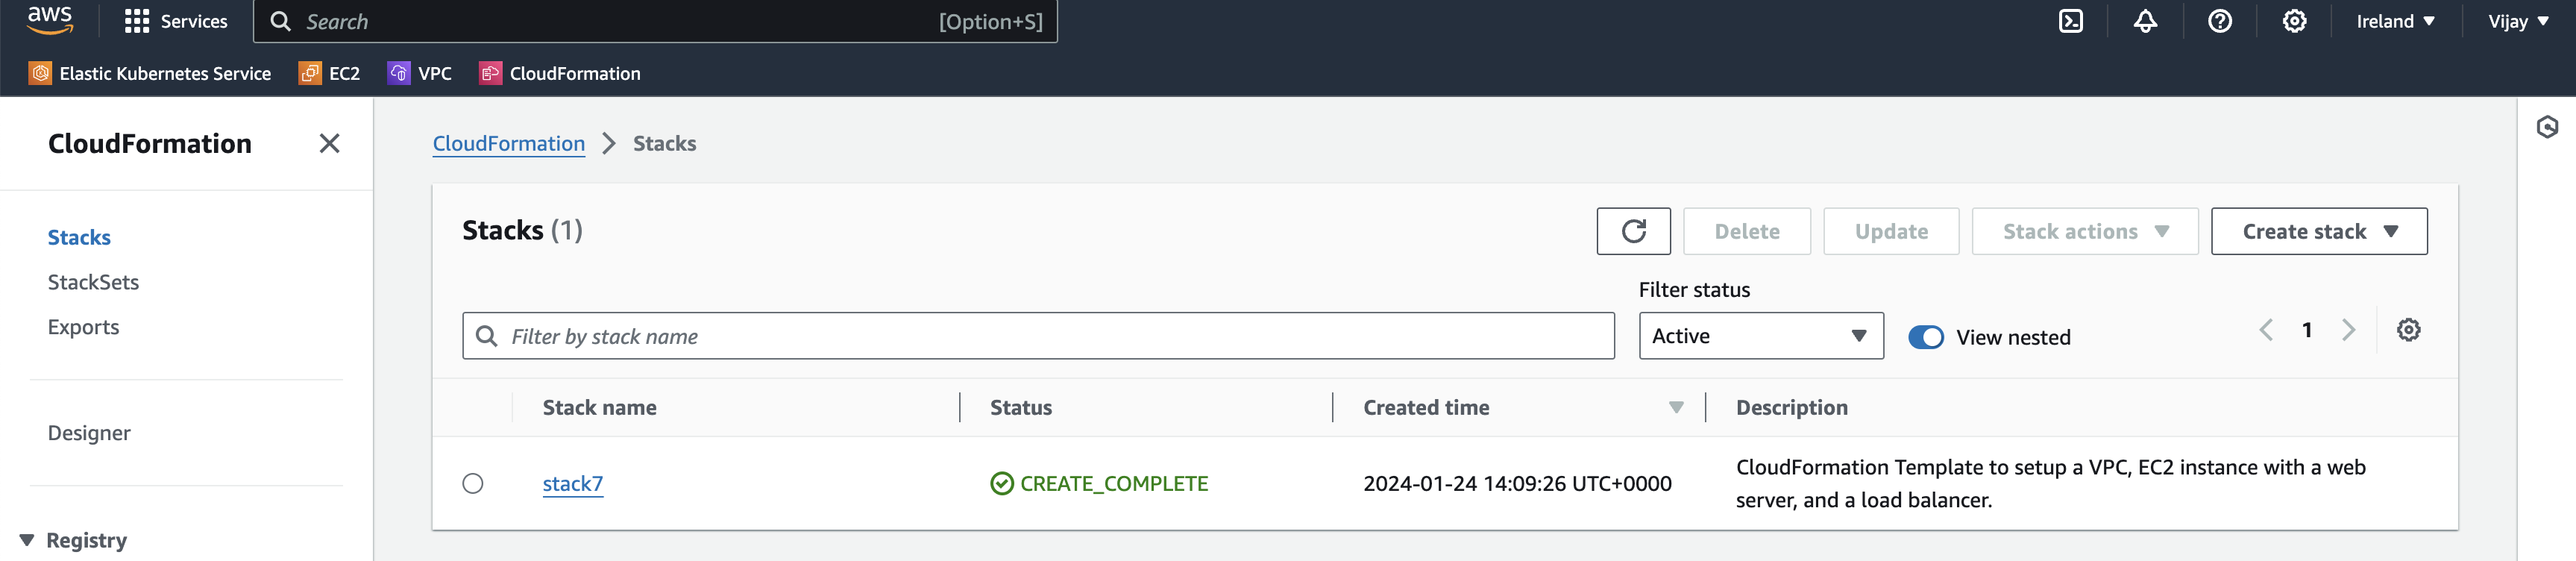 aws
Services
Search
[Option+S]
Ireland
Vijay
Elastic Kubernetes Service
EC2
VPC
CloudFormation
CloudFormation
Stacks
StackSets
Exports
Designer
Registry
CloudFormation
Stacks
Stacks (1)
Delete
Update
Stack actions
Create stack
Filter by stack name
Filter status
Active
View nested
1
Stack name
Status
Created time
Description
stack7
CREATE_COMPLETE
2024-01-24 14:09:26 UTC+0000
CloudFormation Template to setup a VPC, EC2 instance with a web
server, and a load balancer.